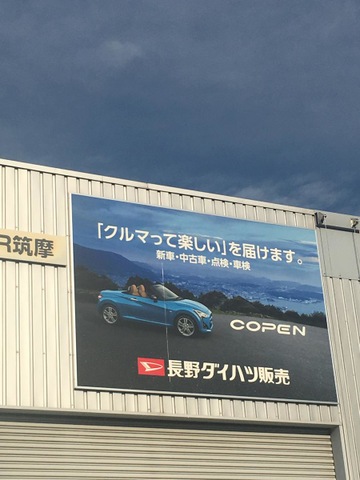 R筑摩
「クルマって楽しい」を届けます。
新車・中古車・点検・車検
COPEN
長野ダイハツ販売